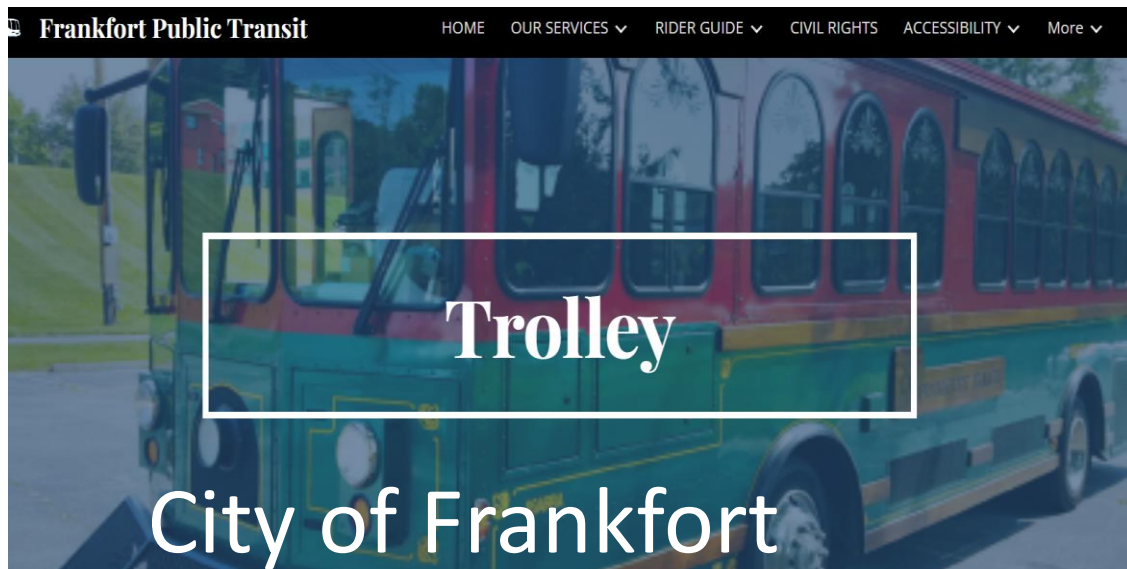 Frankfort Public Transit HOME OUR SERVICES RIDER GUIDE CIVIL RIGHTS ACCESSIBILITY More
Trolley
City of Frankfort